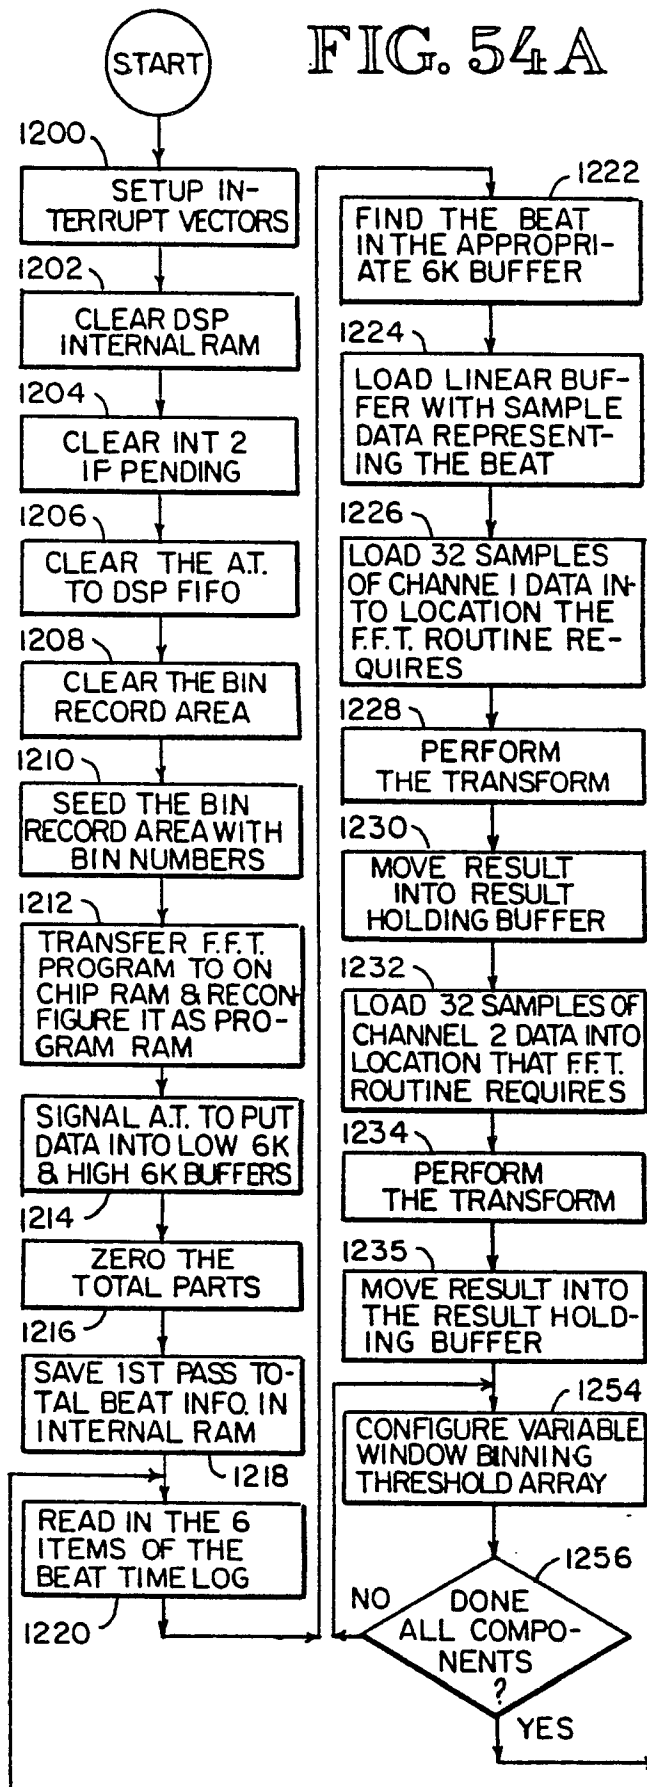 FIG. 54A
START
1200
SETUP IN-
TERRUPT VECTORS
1202
CLEAR DSP
INTERNAL RAM
1204
CLEAR INT 2
IF PENDING
1206
CLEAR THE A.T.
TO DSP FIFO
1208
CLEAR THE BIN
RECORD AREA
1210
SEED THE BIN
RECORD AREA WITH
BIN NUMBERS
1212
TRANSFER F.F.T.
PROGRAM TO ON
CHIP RAM & RECON
FIGURE IT AS PRO-
GRAM RAM
SIGNAL A.T. TO PUT
DATA INTO LOW 6K
& HIGH 6K BUFFERS
1214
ZERO THE
TOTAL PARTS
1216
SAVE 1ST PASS TO-
TAL BEAT INFO. IN
INTERNAL RAM
1218
READ IN THE 6
ITEMS OF THE
BEAT TIME LOG
1220
1222
FIND THE BEAT
IN THE APPROPRI-
ATE 6K BUFFER
1224
LOAD LINEAR BUF-
FER WITH SAMPLE
DATA REPRESENT-
ING THE BEAT
1226
LOAD 32 SAMPLES
OF CHANNE I DATA IN-
TO LOCATION THE
F.F.T. ROUTINE RE-
QUIRES
1228
PERFORM
THE TRANSFORM
1230
MOVE RESULT
INTO RESULT
HOLDING BUFFER
1232
LOAD 32 SAMPLES OF
CHANNEL 2 DATA INTO
LOCATION THAT F.F.T.
ROUTINE REQUIRES
1234
PERFORM
THE TRANSFORM
1235
MOVE RESULT INTO
THE RESULT HOLD-
ING BUFFER
1254
CONFIGURE VARIABLE
WINDOW BINNING
THRESHOLD ARRAY
1256
NO
DONE
ALL COMPO-
NENTS
?
YES